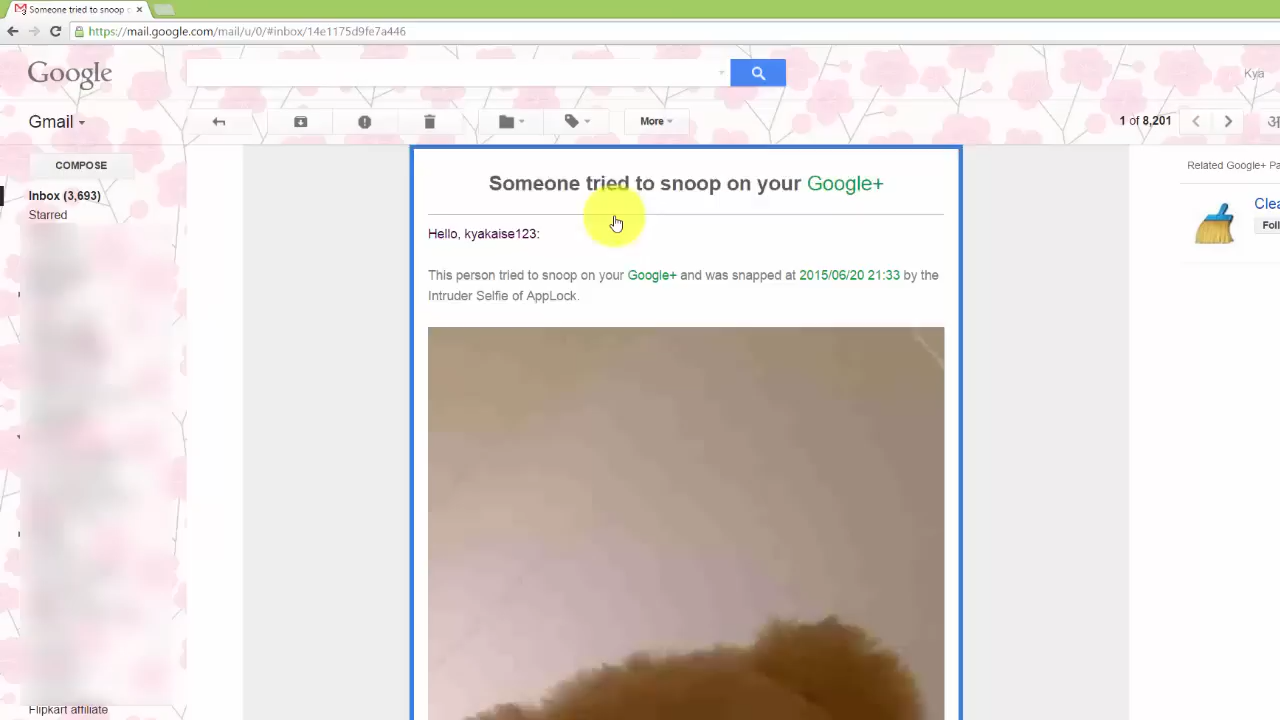 Someone tried to snoop o
https://mail.google.com/mail/u/0/#inbox/14e1175d9fe7a446
Google
Kya
Gmail
More
1 of 8,201
COMPOSE
Inbox (3,693)
Starred
Flipkart affiliate
Someone tried to snoop on your Google+
Hello, kyakaise123:
This person tried to snoop on your Google+ and was snapped at 2015/06/20 21:33 by the
Intruder Selfie of AppLock.
Related Google+ Pa
Clea
Foll